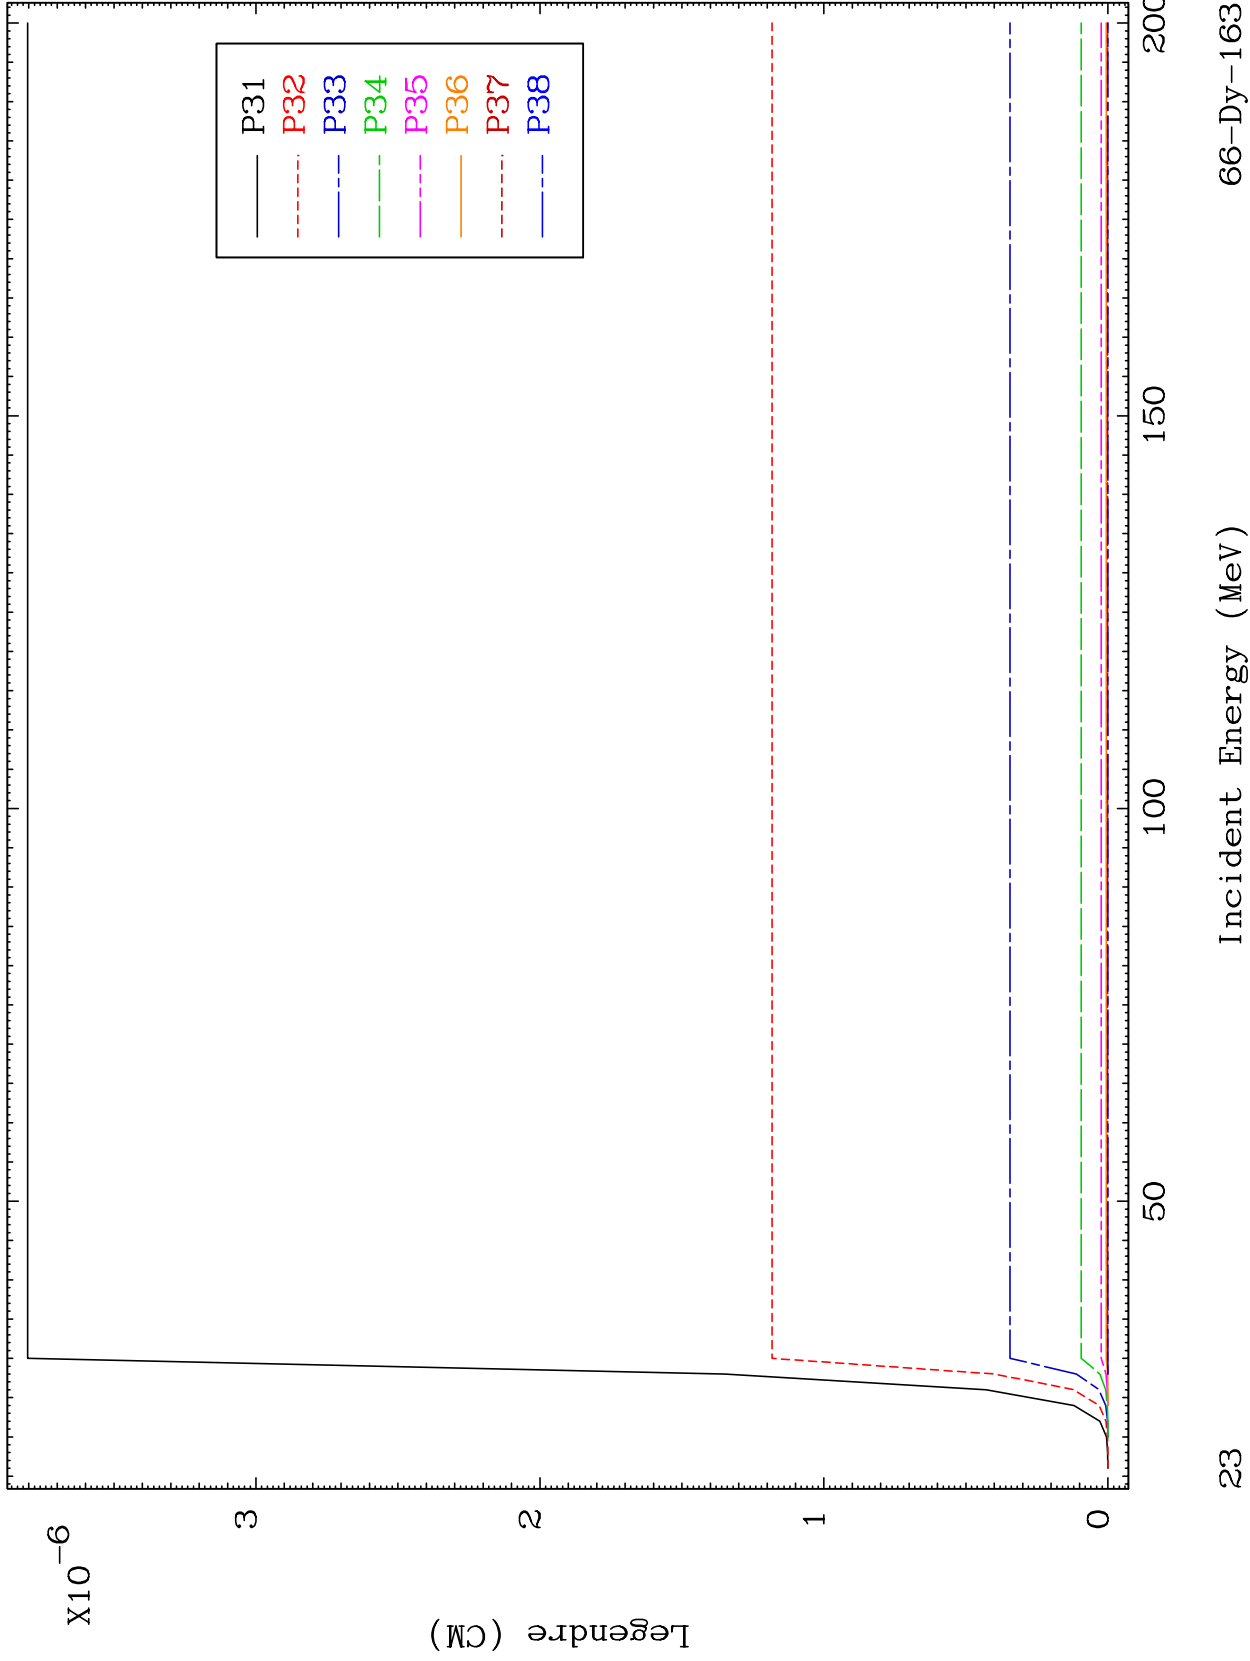 X10-6
3
2
1
0
Legendre (CM)
P31
P32
P33
P34
P35
P36
P37
P38
50
100
150
200
Incident Energy (MeV)
23
66-Dy-163